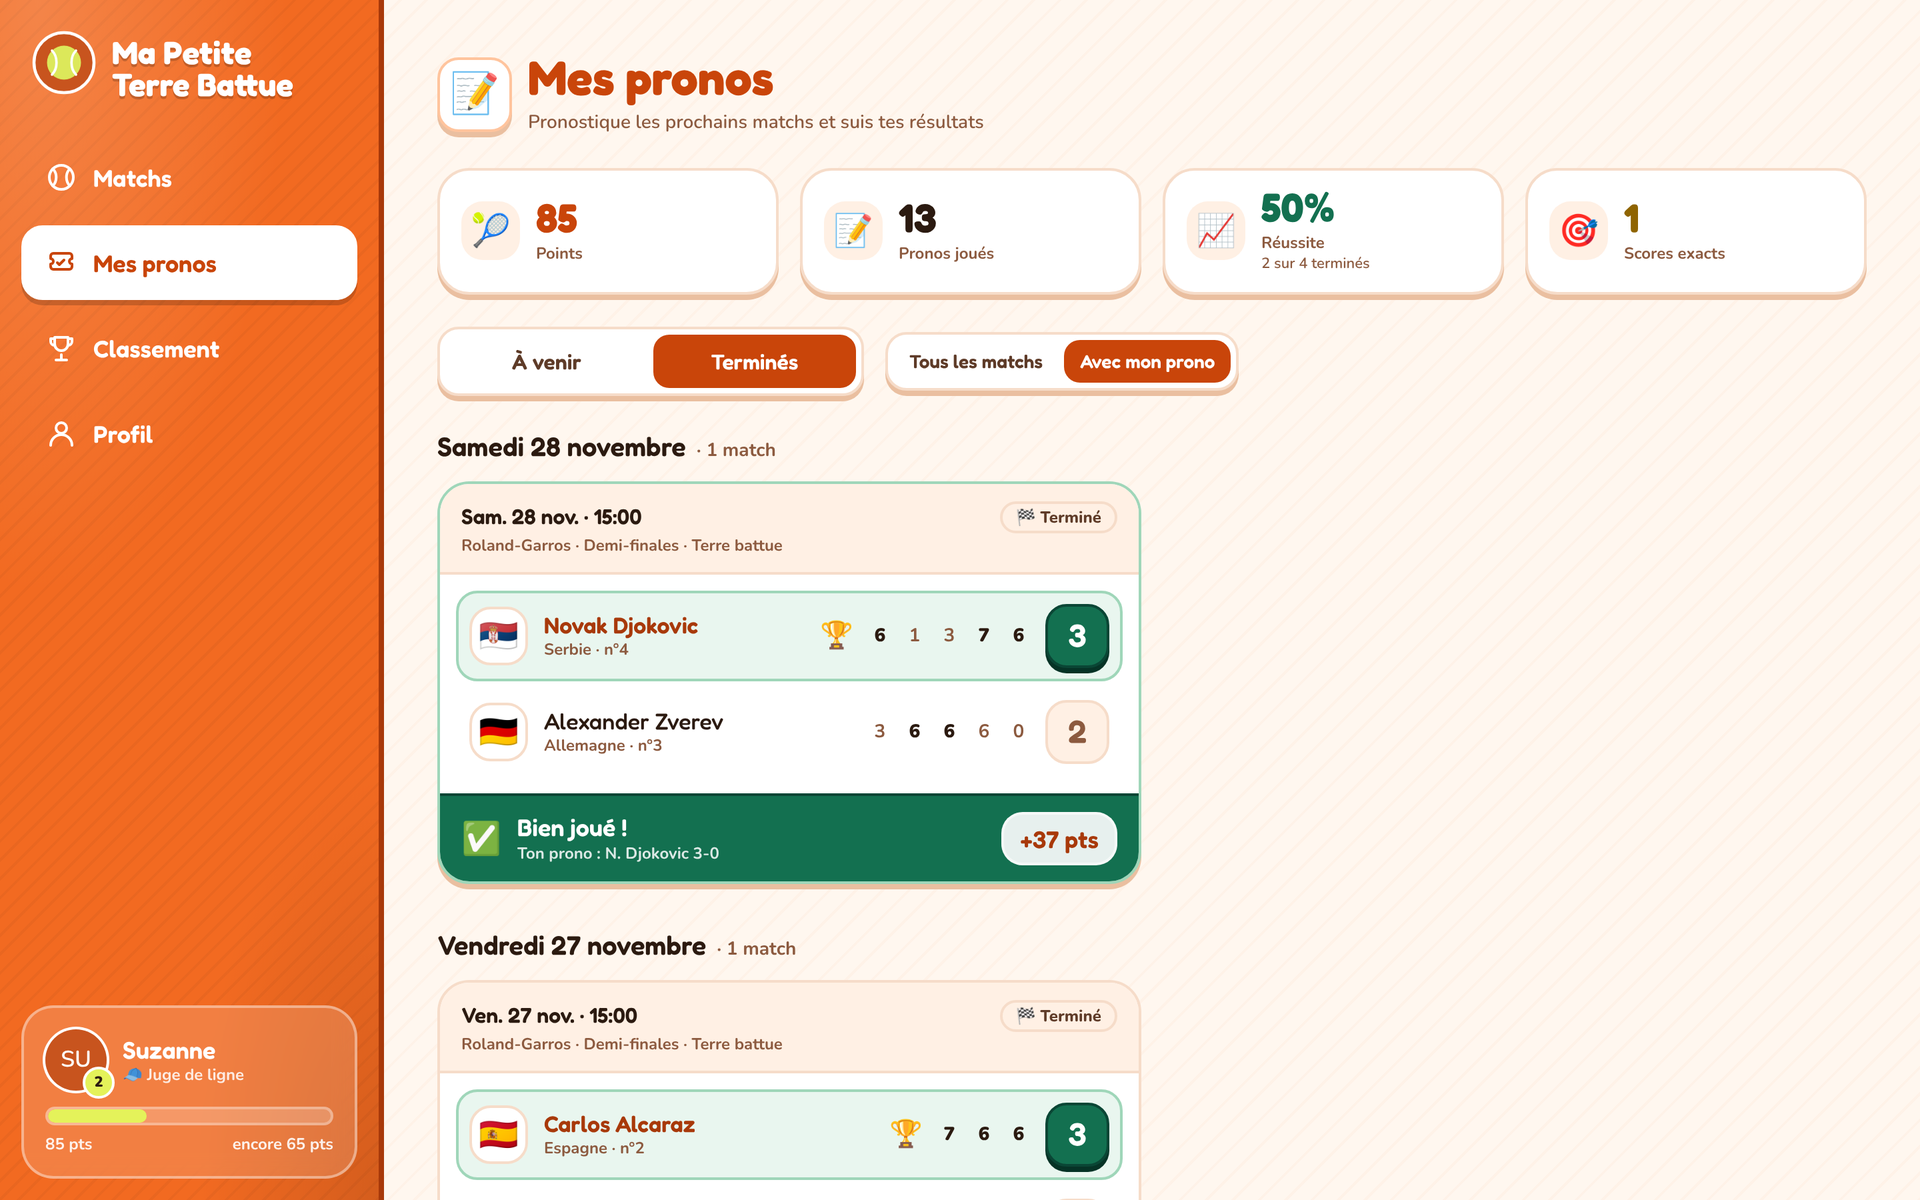 Ma Petite
Terre Battue
Matchs
Mes pronos
Classement
Profil
SU
2
Suzanne
🧢 Juge de ligne
85 pts
encore 65 pts
Mes pronos
Pronostique les prochains matchs et suis tes résultats
85
Points
13
Pronos joués
50%
Réussite
2 sur 4 terminés
1
Scores exacts
À venir
Terminés
Tous les matchs
Avec mon prono
Samedi 28 novembre · 1 match
Sam. 28 nov. · 15:00
🏁 Terminé
Roland-Garros · Demi-finales · Terre battue
Novak Djokovic
Serbie · n°4
6 1 3 7 6
3
Alexander Zverev
Allemagne · n°3
3 6 6 6 0
2
Bien joué !
Ton prono : N. Djokovic 3-0
+37 pts
Vendredi 27 novembre · 1 match
Ven. 27 nov. · 15:00
🏁 Terminé
Roland-Garros · Demi-finales · Terre battue
Carlos Alcaraz
Espagne · n°2
7 6 6
3